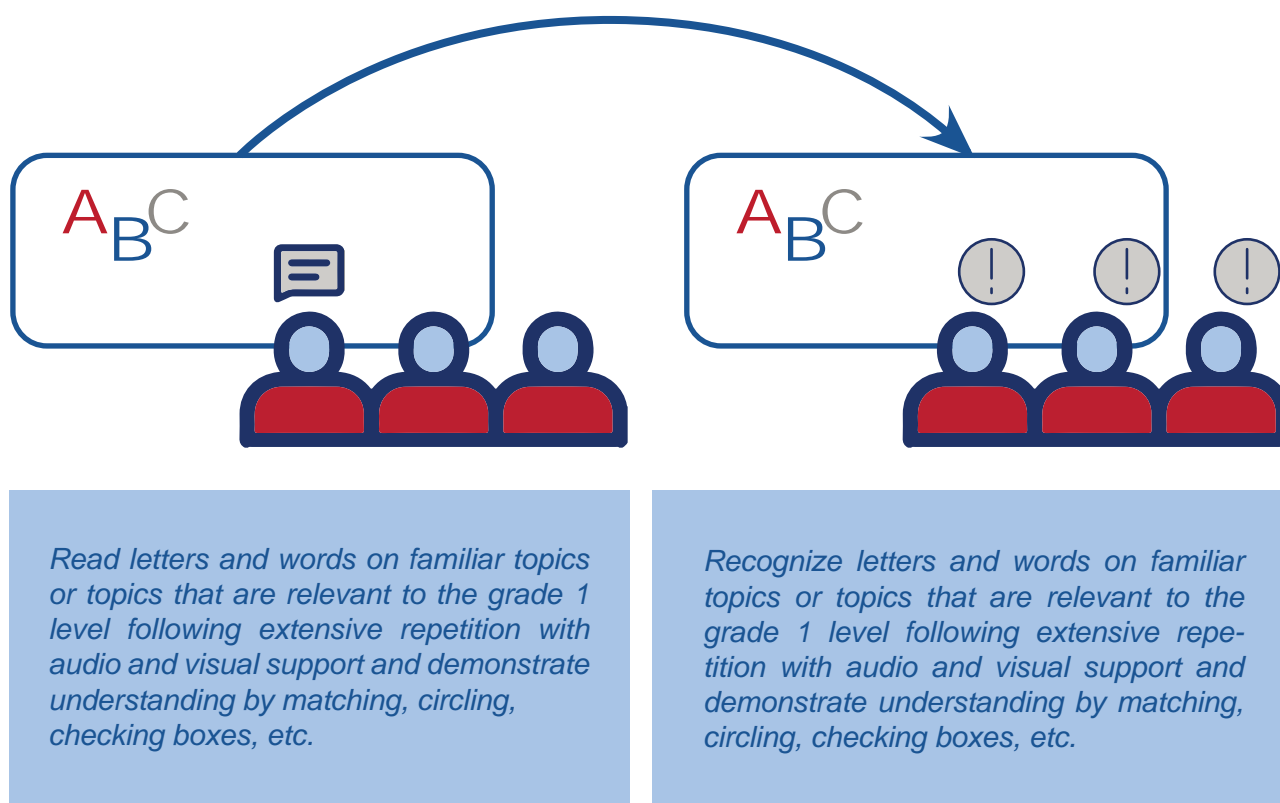 A B C
A B C
Read letters and words on familiar topics
or topics that are relevant to the grade 1
level following extensive repetition with
audio and visual support and demonstrate
understanding by matching, circling,
checking boxes, etc.
Recognize letters and words on familiar
topics or topics that are relevant to the
grade 1 level following extensive repe-
tition with audio and visual support and
demonstrate understanding by matching,
circling, checking boxes, etc.